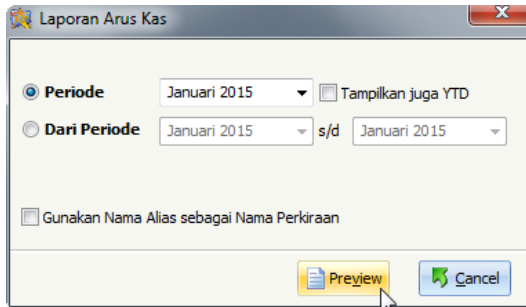 Laporan Arus Kas
Periode Januari 2015 Tampilkan juga YTD
Dari Periode Januari 2015 s/d Januari 2015
Gunakan Nama Alias sebagai Nama Perkiraan
Preview Cancel